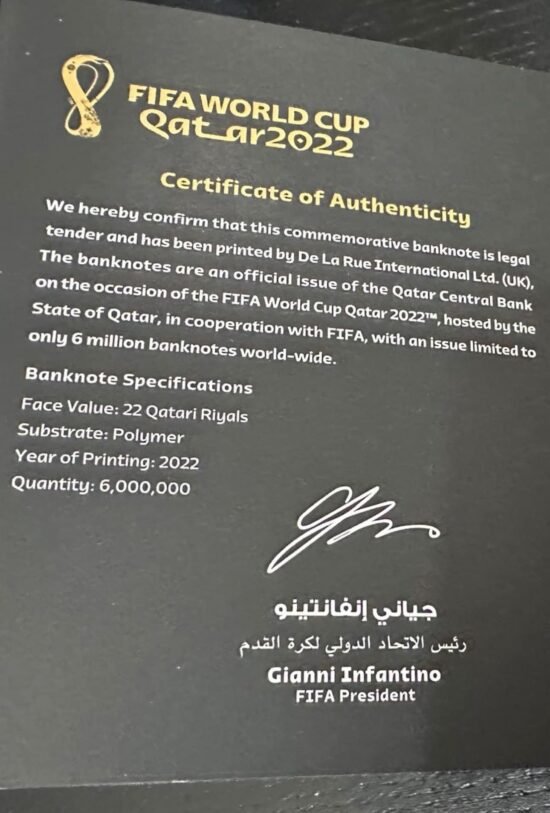 FIFA WORLD CUP
Qatar2022
Certificate of Authenticity
We hereby confirm that this commemorative banknote is legal
tender and has been printed by De La Rue International Ltd. (UK),
The banknotes are an official issue of the Qatar Central Bank
on the occasion of the FIFA World Cup Qatar 2022™, hosted by the
State of Qatar, in cooperation with FIFA, with an issue limited to
only 6 million banknotes world-wide.
Banknote Specifications
Face Value: 22 Qatari Riyals
Substrate: Polymer
Year of Printing: 2022
Quantity: 6,000,000
جياني إنفانتينو
رئيس الاتحاد الدولي لكرة القدم
Gianni Infantino
FIFA President